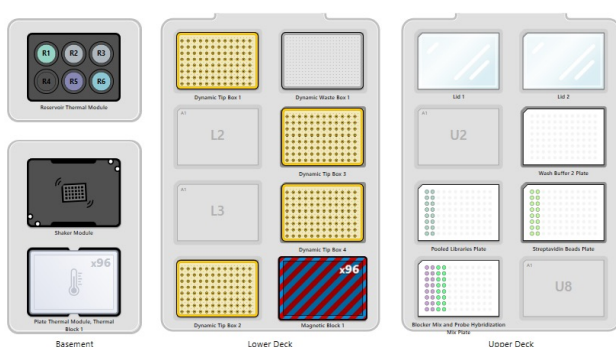 R1 R2 R3
R4 R5 R6
Reservoir Thermal Module
Shaker Module
x96
Plate Thermal Module, Thermal
Block 1
Basement
Dynamic Tip Box 1
Dynamic Waste Box 1
A1
L2
Dynamic Tip Box 3
A1
L3
Dynamic Tip Box 4
Dynamic Tip Box 2
x96
Magnetic Block 1
Lower Deck
Lid 1
Lid 2
A1
U2
Wash Buffer 2 Plate
Pooled Libraries Plate
Streptavidin Beads Plate
Blocker Mix and Probe Hybridization
Mix Plate
A1
U8
Upper Deck